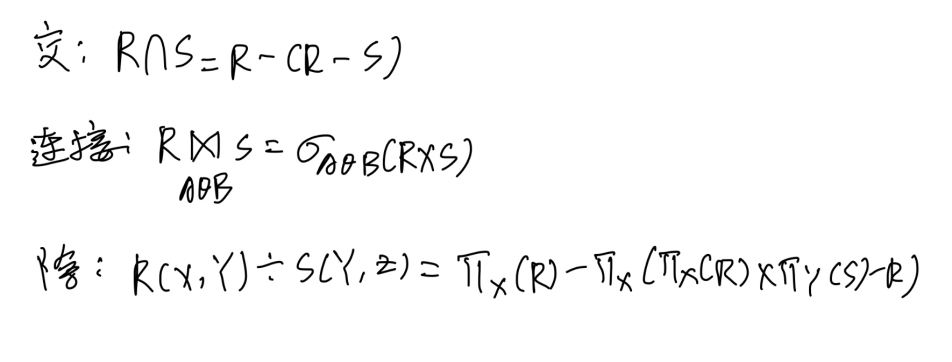 交：R∩S=R-(R-S)
连接：R⋈S=σAθB(R×S)
AθB
除：R(X,Y)÷S(Y,Z)=πX(R)-πX(πX(R)×πY(S)-R)